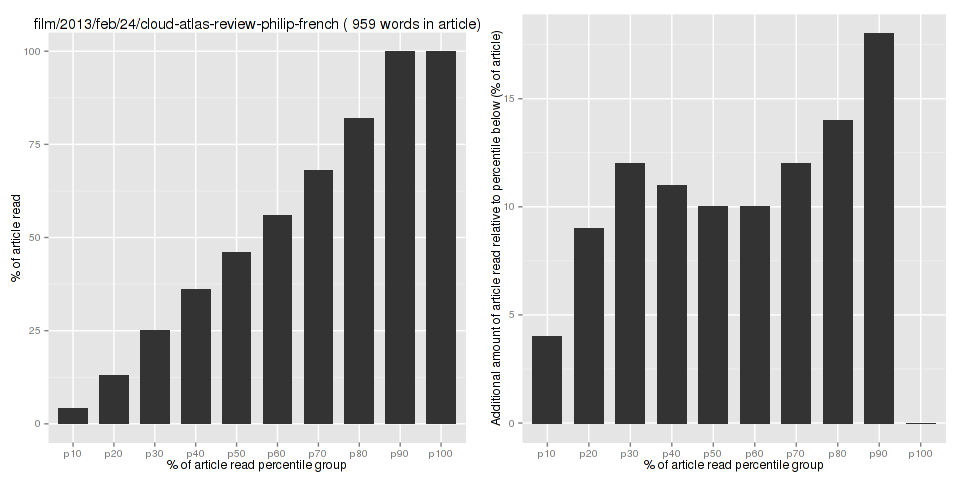 film/2013/feb/24/cloud-atlas-review-philip-french ( 959 words in article)
% of article read
100
75
50
25
0
p10 p20 p30 p40 p50 p60 p70 p80 p90 p100
% of article read percentile group
Additional amount of article read relative to percentile below (% of article)
15
10
5
0
p10 p20 p30 p40 p50 p60 p70 p80 p90 p100
% of article read percentile group